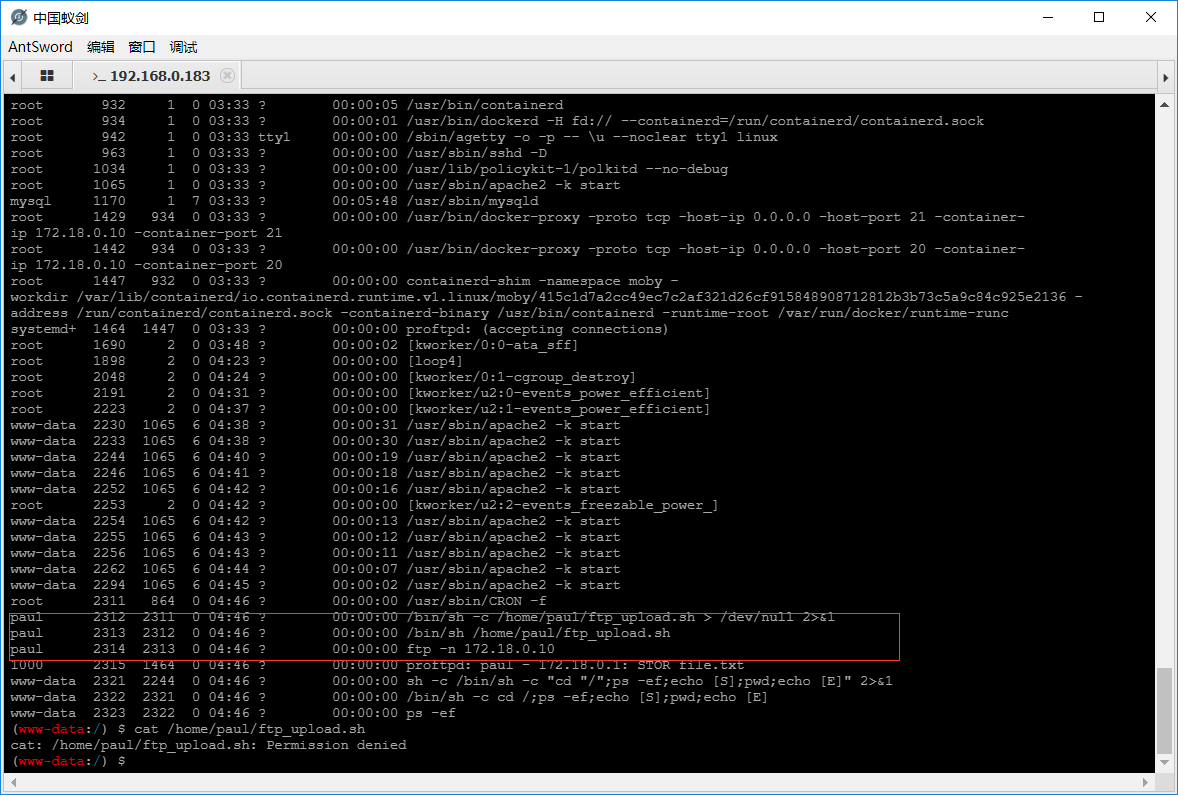 中国蚁剑
AntSword 编辑 窗口 调试
>_ 192.168.0.183
root 932 1 0 03:33 ? 00:00:05 /usr/bin/containerd
root 934 1 0 03:33 ? 00:00:01 /usr/bin/dockerd -H fd:// --containerd=/run/containerd/containerd.sock
root 942 1 0 03:33 tty1 00:00:00 /sbin/agetty -o -p -- \u --noclear tty1 linux
root 963 1 0 03:33 ? 00:00:00 /usr/sbin/sshd -D
root 1034 1 0 03:33 ? 00:00:00 /usr/lib/policykit-1/polkitd --no-debug
root 1065 1 0 03:33 ? 00:00:00 /usr/sbin/apache2 -k start
mysql 1170 1 7 03:33 ? 00:05:48 /usr/sbin/mysqld
root 1429 934 0 03:33 ? 00:00:00 /usr/bin/docker-proxy -proto tcp -host-ip 0.0.0.0 -host-port 21 -container-
ip 172.18.0.10 -container-port 21
root 1442 934 0 03:33 ? 00:00:00 /usr/bin/docker-proxy -proto tcp -host-ip 0.0.0.0 -host-port 20 -container-
ip 172.18.0.10 -container-port 20
root 1447 932 0 03:33 ? 00:00:00 containerd-shim -namespace moby -
workdir /var/lib/containerd/io.containerd.runtime.v1.linux/moby/415c1d7a2cc49ec7c2af321d26cf915848908712812b3b73c5a9c84c925e2136 -
address /run/containerd/containerd.sock -containerd-binary /usr/bin/containerd -runtime-root /var/run/docker/runtime-runc
systemd+ 1464 1447 0 03:33 ? 00:00:00 proftpd: (accepting connections)
root 1690 2 0 03:48 ? 00:00:02 [kworker/0:0-ata_sff]
root 1898 2 0 04:23 ? 00:00:00 [loop4]
root 2048 2 0 04:24 ? 00:00:00 [kworker/0:1-cgroup_destroy]
root 2191 2 0 04:31 ? 00:00:00 [kworker/u2:0-events_power_efficient]
root 2223 2 0 04:37 ? 00:00:00 [kworker/u2:1-events_power_efficient]
www-data 2230 1065 6 04:38 ? 00:00:31 /usr/sbin/apache2 -k start
www-data 2233 1065 6 04:38 ? 00:00:30 /usr/sbin/apache2 -k start
www-data 2244 1065 6 04:40 ? 00:00:19 /usr/sbin/apache2 -k start
www-data 2246 1065 6 04:41 ? 00:00:18 /usr/sbin/apache2 -k start
www-data 2252 1065 6 04:42 ? 00:00:16 /usr/sbin/apache2 -k start
root 2253 2 0 04:42 ? 00:00:00 [kworker/u2:2-events_freezable_power_]
www-data 2254 1065 6 04:42 ? 00:00:13 /usr/sbin/apache2 -k start
www-data 2255 1065 6 04:43 ? 00:00:12 /usr/sbin/apache2 -k start
www-data 2256 1065 6 04:43 ? 00:00:11 /usr/sbin/apache2 -k start
www-data 2262 1065 6 04:44 ? 00:00:07 /usr/sbin/apache2 -k start
www-data 2294 1065 6 04:45 ? 00:00:02 /usr/sbin/apache2 -k start
root 2311 864 0 04:46 ? 00:00:00 /usr/sbin/CRON -f
paul 2312 2311 0 04:46 ? 00:00:00 /bin/sh -c /home/paul/ftp_upload.sh > /dev/null 2>&1
paul 2313 2312 0 04:46 ? 00:00:00 /bin/sh /home/paul/ftp_upload.sh
paul 2314 2313 0 04:46 ? 00:00:00 ftp -n 172.18.0.10
1000 2315 1464 0 04:46 ? 00:00:00 proftpd: paul - 172.18.0.1: STOR file.txt
www-data 2321 2244 0 04:46 ? 00:00:00 sh -c /bin/sh -c "cd "/";ps -ef;echo [S];pwd;echo [E]" 2>&1
www-data 2322 2321 0 04:46 ? 00:00:00 /bin/sh -c cd /;ps -ef;echo [S];pwd;echo [E]
www-data 2323 2322 0 04:46 ? 00:00:00 ps -ef
(www-data:/) $ cat /home/paul/ftp_upload.sh
cat: /home/paul/ftp_upload.sh: Permission denied
(www-data:/) $